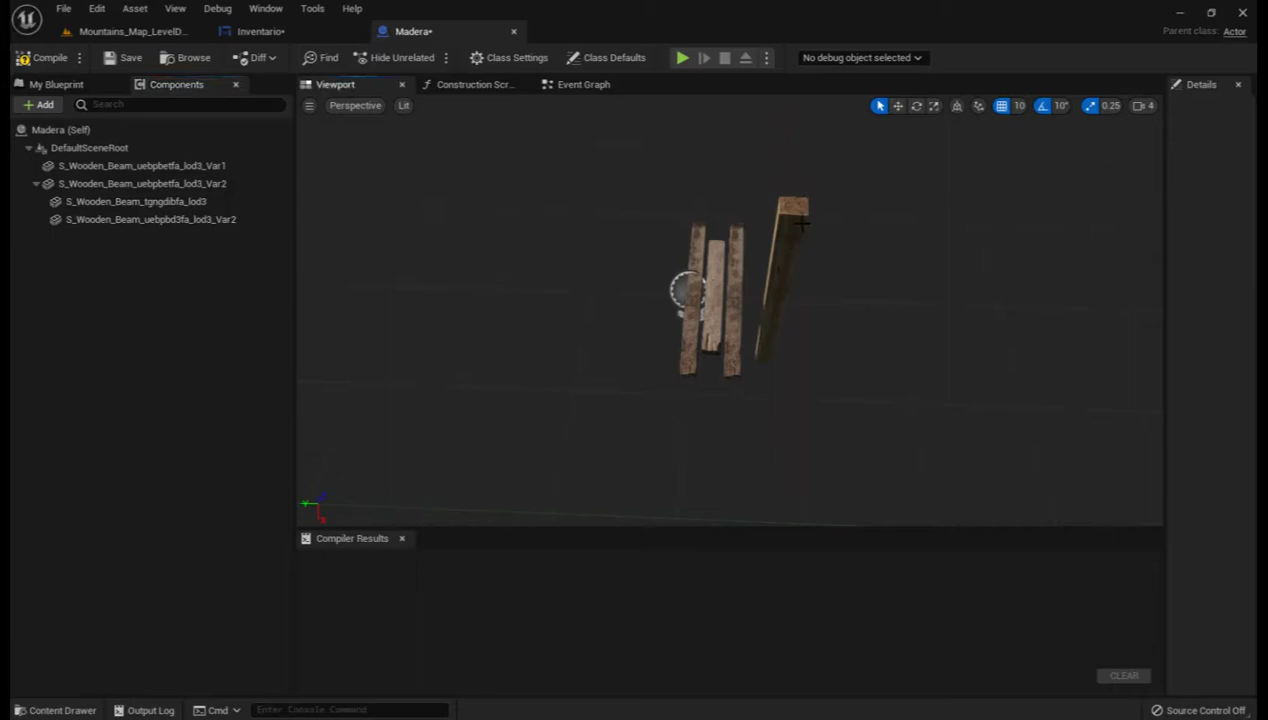 File Edit Asset View Debug Window Tools Help
Mountains_Map_LevelD... Inventario• Madera•
Parent class: Actor
Compile Save Browse Diff Find Hide Unrelated Class Settings Class Defaults No debug object selected
My Blueprint Components Viewport Construction Scr... Event Graph Details
+ Add Search
Perspective Lit 10 10° 0.25 4
Madera (Self)
DefaultSceneRoot
S_Wooden_Beam_uebpbetfa_lod3_Var1
S_Wooden_Beam_uebpbetfa_lod3_Var2
S_Wooden_Beam_tgngdibfa_lod3
S_Wooden_Beam_uebpbd3fa_lod3_Var2
Compiler Results
CLEAR
Content Drawer Output Log Cmd Enter Console Command Source Control Off